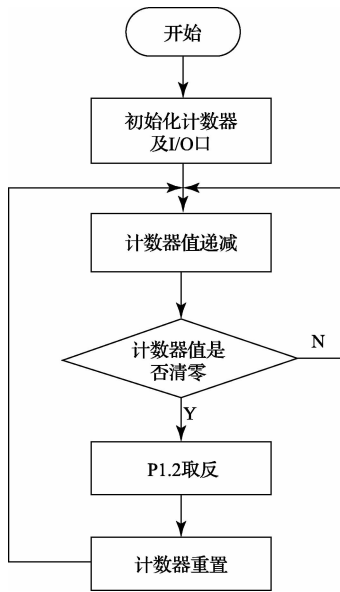 开始
初始化计数器
及I/O口
计数器值递减
计数器值是
否清零
N
Y
P1.2取反
计数器重置